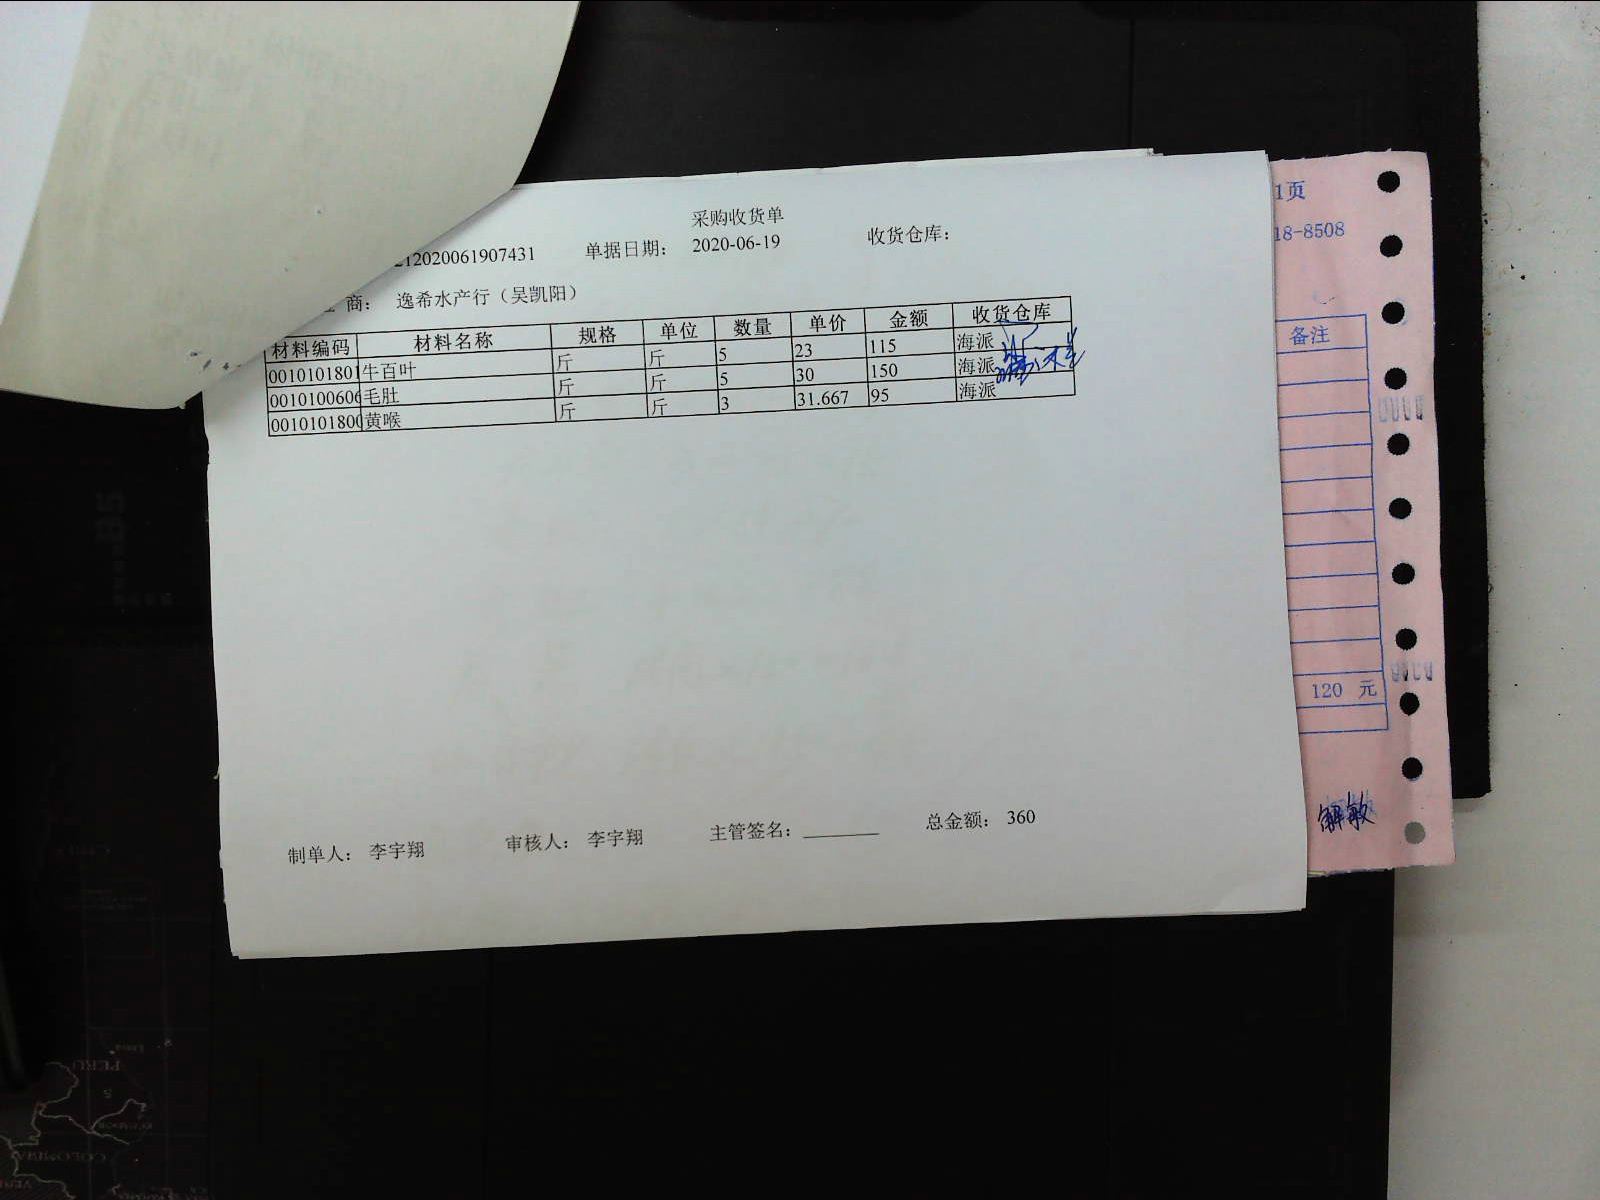 采购收货单
212020061907431 单据日期： 2020-06-19 收货仓库：
商： 逸希水产行（吴凯阳）
材料编码 材料名称 规格 单位 数量 单价 金额 收货仓库
0010101801 牛百叶 斤 斤 5 23 115 海派
0010100606 毛肚 斤 斤 5 30 150 海派
0010101800 黄喉 斤 斤 3 31.667 95 海派
制单人： 李宇翔 审核人： 李宇翔 主管签名： 总金额： 360
1页
18-8508
备注
120 元
解敏
PERU